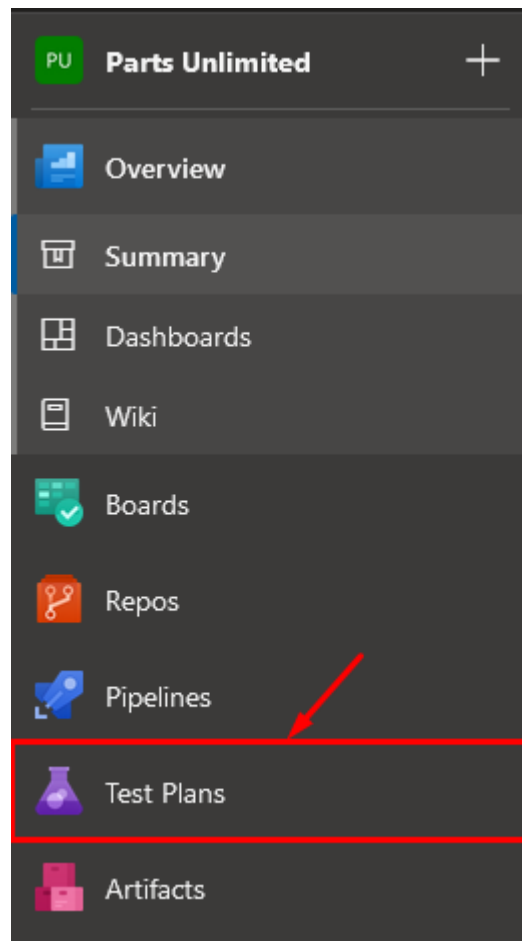 PU Parts Unlimited
Overview
Summary
Dashboards
Wiki
Boards
Repos
Pipelines
Test Plans
Artifacts